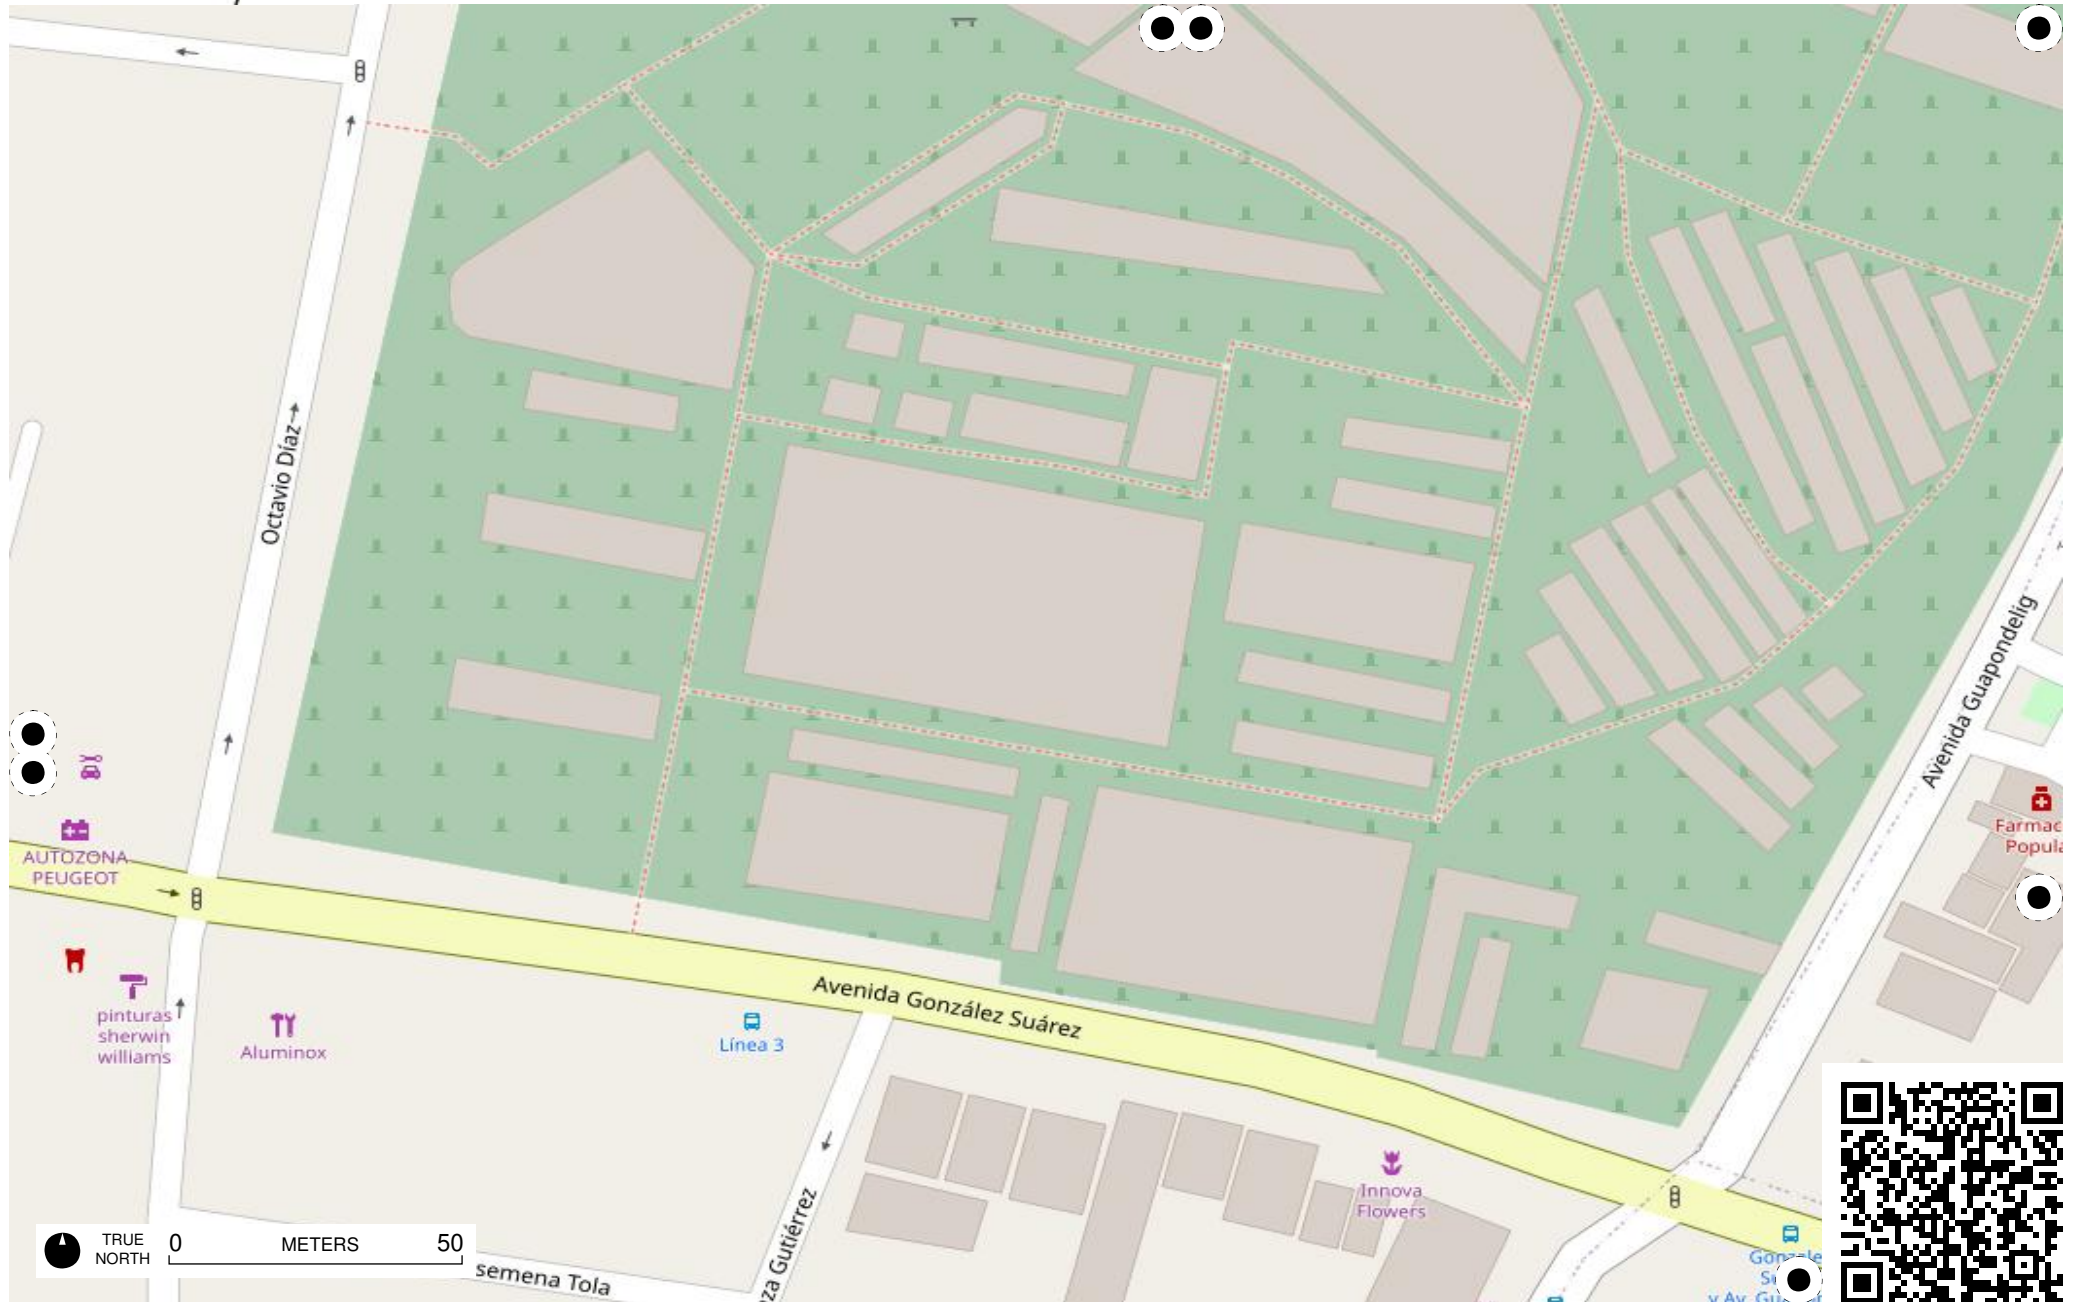 Octavio Díaz
Avenida Guapondelig
AUTOZONA
PEUGEOT
Farmac
Popula
pinturas
sherwin
williams
Aluminox
Línea 3
Avenida González Suárez
Innova
Flowers
za Gutiérrez
semena Tola
TRUE
NORTH
0 METERS 50